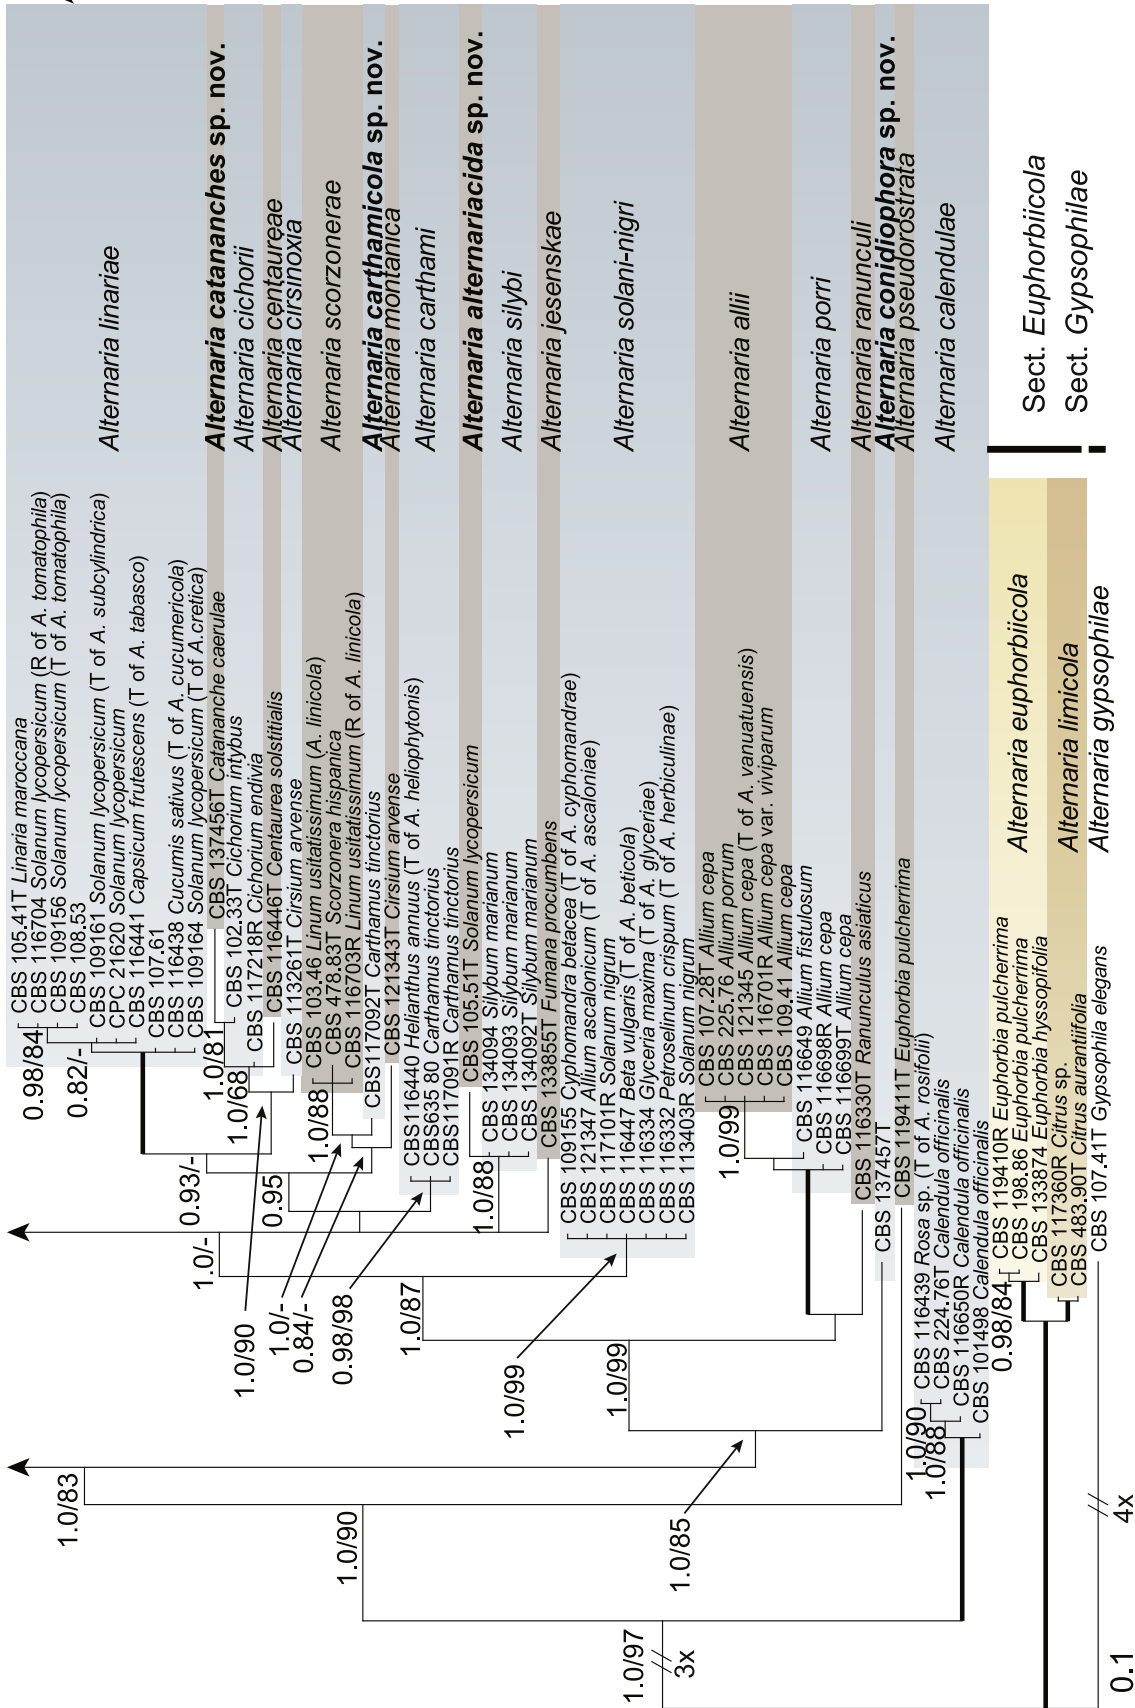 CBS 105.41T Linaria maroccana
CBS 116704 Solanum lycopersicum (R of A. tomatophila)
CBS 109156 Solanum lycopersicum (T of A. tomatophila)
CBS 108.53
CBS 109161 Solanum lycopersicum (T of A. subcylindrica)
CPC 21620 Solanum lycopersicum
CBS 116441 Capsicum frutescens (T of A. tabasco)
CBS 107.61
CBS 116438 Cucumis sativus (T of A. cucumericola)
CBS 109164 Solanum lycopersicum (T of A.cretica)
CBS 137456T Catananche caerulae
CBS 102.33T Cichorium intybus
CBS 117218R Cichorium endivia
CBS 116446T Centaurea solstitialis
CBS 113261T Cirsium arvense
CBS 103.46 Linum usitatissimum (A. linicola)
CBS 478.83T Scorzonera hispanica
CBS 116703R Linum usitatissimum (R of A. linicola)
CBS117092T Carthamus tinctorius
CBS 121343T Cirsium arvense
CBS116440 Helianthus annuus (T of A. heliophytonis)
CBS635 80 Carthamus tinctorius
CBS117091R Carthamus tinctorius
CBS 105.51T Solanum lycopersicum
CBS 134094 Silybum marianum
CBS 134093 Silybum marianum
CBS 134092T Silybum marianum
CBS 133855T Fumana procumbens
CBS 109155 Cyphomandra betacea (T of A. cyphomandrae)
CBS 121347 Allium ascalonicum (T of A. ascaloniae)
CBS 117101R Solanum nigrum
CBS 116447 Beta vulgaris (T of A. beticola)
CBS 116334 Glyceria maxima (T of A. glyceriae)
CBS 116332 Petroselinum crispum (T of A. herbiculinae)
CBS 113403R Solanum nigrum
CBS 107.28T Allium cepa
CBS 225.76 Allium porrum
CBS 121345 Allium cepa (T of A. vanuatuensis)
CBS 116701R Allium cepa var. viviparum
CBS 109.41 Allium cepa
CBS 116649 Allium fistulosum
CBS 116698R Allium cepa
CBS 116699T Allium cepa
CBS 116330T Ranunculus asiaticus
CBS 137457T
CBS 119411T Euphorbia pulcherrima
CBS 116439 Rosa sp. (T of A. rosifolii)
CBS 224.76T Calendula officinalis
CBS 116650R Calendula officinalis
CBS 101498 Calendula officinalis
CBS 119410R Euphorbia pulcherrima
CBS 198.86 Euphorbia pulcherrima
CBS 133874 Euphorbia hyssopifolia
CBS 117360R Citrus sp.
CBS 483.90T Citrus aurantiifolia
CBS 107.41T Gypsophila elegans
Alternaria linariae
Alternaria catananches sp. nov.
Alternaria cichorii
Alternaria centaureae
Alternaria cirsinoxia
Alternaria scorzonerae
Alternaria carthamicola sp. nov.
Alternaria montanica
Alternaria carthami
Alternaria alternariacida sp. nov.
Alternaria silybi
Alternaria jesenskae
Alternaria solani-nigri
Alternaria allii
Alternaria porri
Alternaria ranunculi
Alternaria conidiophora sp. nov.
Alternaria pseudorostrata
Alternaria calendulae
Alternaria euphorbiicola
Alternaria limicola
Alternaria gypsophilae
Sect. Euphorbiicola
Sect. Gypsophilae
0.98/84
0.82/-
1.0/81
1.0/68
1.0/90
0.93/-
0.95
1.0/88
1.0/-
0.84/-
0.98/98
1.0/-
1.0/88
1.0/87
1.0/99
1.0/99
1.0/99
1.0/83
1.0/90
1.0/85
1.0/90
1.0/88
0.98/84
1.0/97
3x
4x
0.1